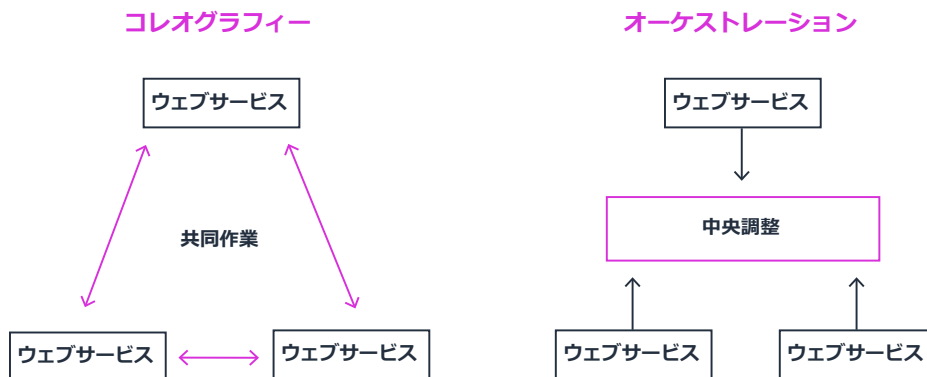 コレオグラフィー
ウェブサービス
共同作業
ウェブサービス
ウェブサービス
オーケストレーション
ウェブサービス
中央調整
ウェブサービス
ウェブサービス